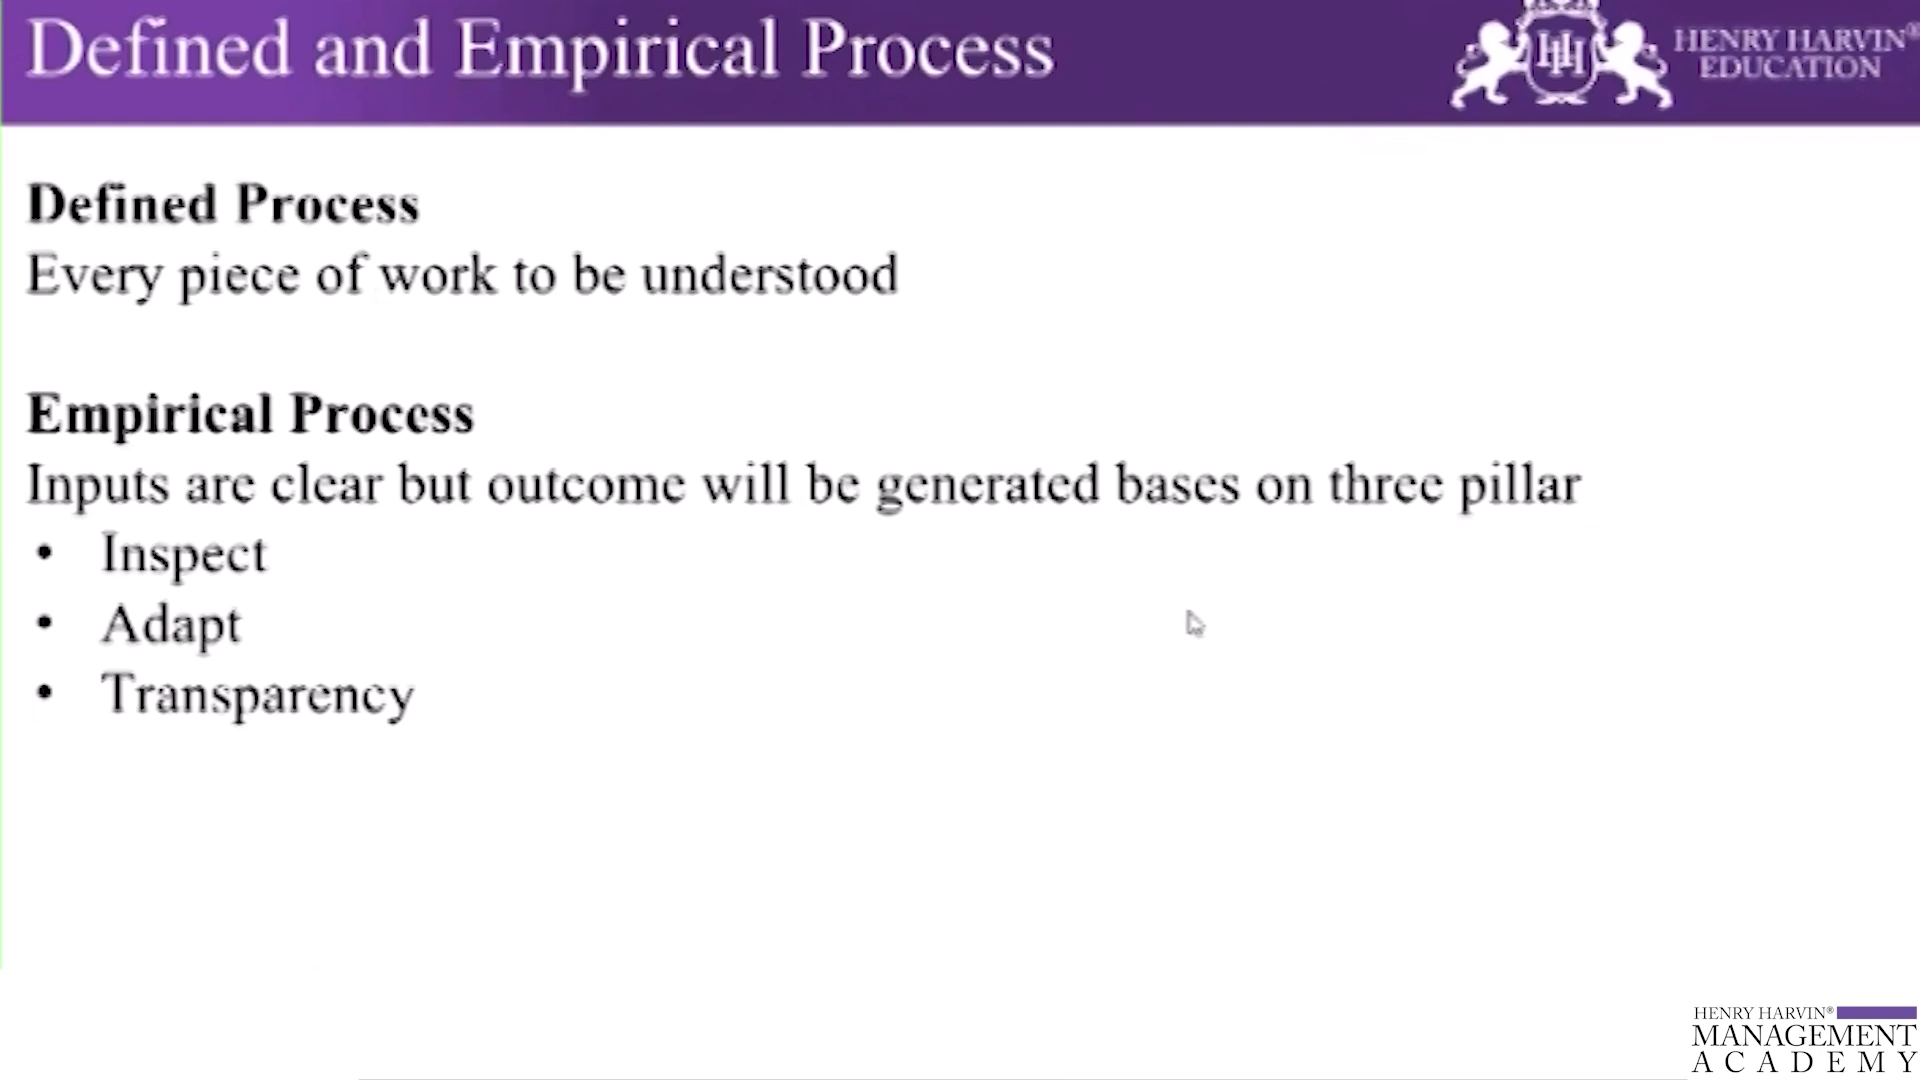 Defined and Empirical Process
HENRY HARVIN®
EDUCATION
Defined Process
Every piece of work to be understood
Empirical Process
Inputs are clear but outcome will be generated bases on three pillar
• Inspect
• Adapt
• Transparency
HENRY HARVIN®
MANAGEMENT
ACADEMY